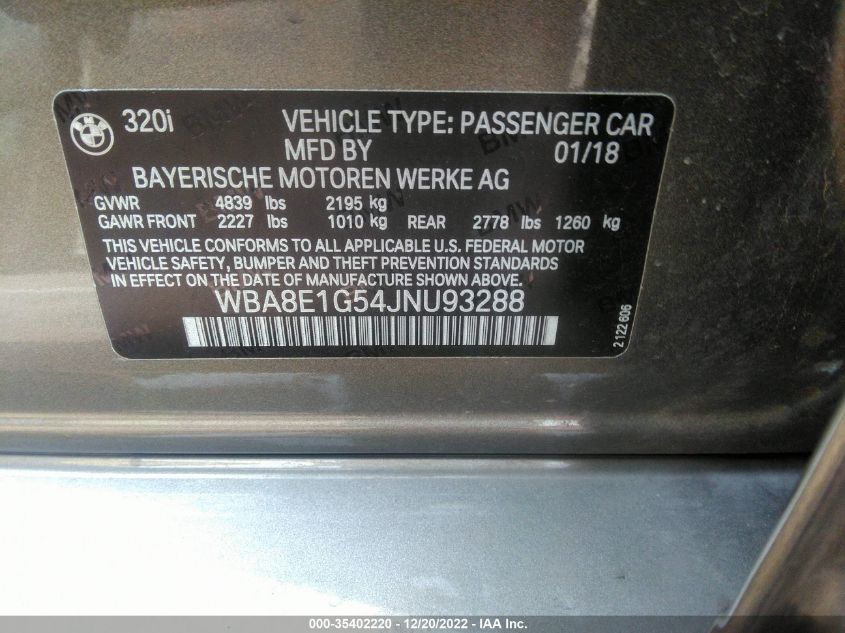 320i VEHICLE TYPE: PASSENGER CAR
MFD BY 01/18
BAYERISCHE MOTOREN WERKE AG
GVWR 4839 lbs 2195 kg
GAWR FRONT 2227 lbs 1010 kg REAR 2778 lbs 1260 kg
THIS VEHICLE CONFORMS TO ALL APPLICABLE U.S. FEDERAL MOTOR
VEHICLE SAFETY, BUMPER AND THEFT PREVENTION STANDARDS
IN EFFECT ON THE DATE OF MANUFACTURE SHOWN ABOVE.
WBA8E1G54JNU93288
2 122 606
000-35402220 - 12/20/2022 - IAA Inc.